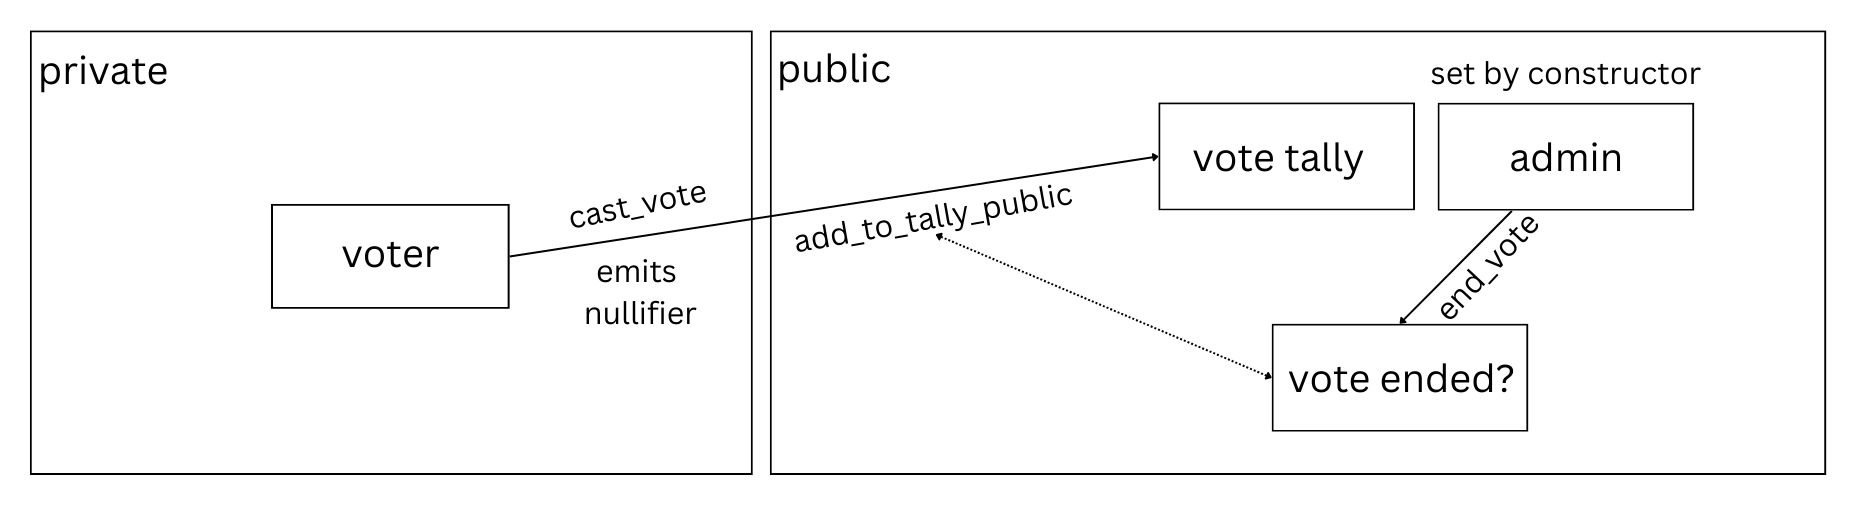 private
voter
cast_vote
emits
nullifier
public
add_to_tally_public
vote tally
set by constructor
admin
end_vote
vote ended?